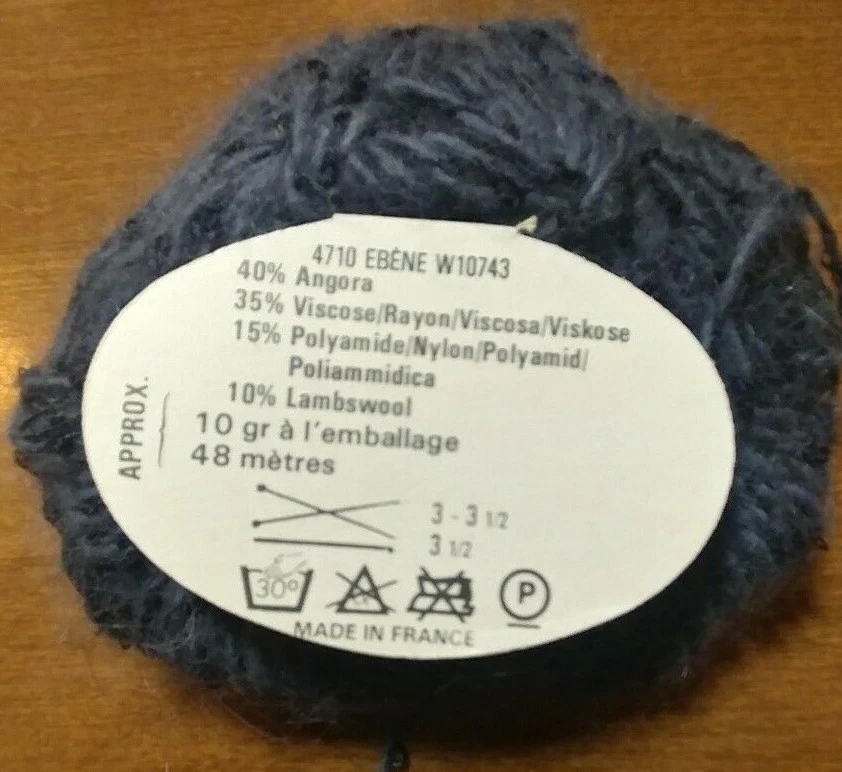 4710 EBÈNE W10743
40% Angora
35% Viscose/Rayon/Viscosa/Viskose
15% Polyamide/Nylon/Polyamid/
Poliammidica
10% Lambswool
APPROX.
10 gr à l'emballage
48 mètres
3 - 3 1/2
3 1/2
30° P
MADE IN FRANCE